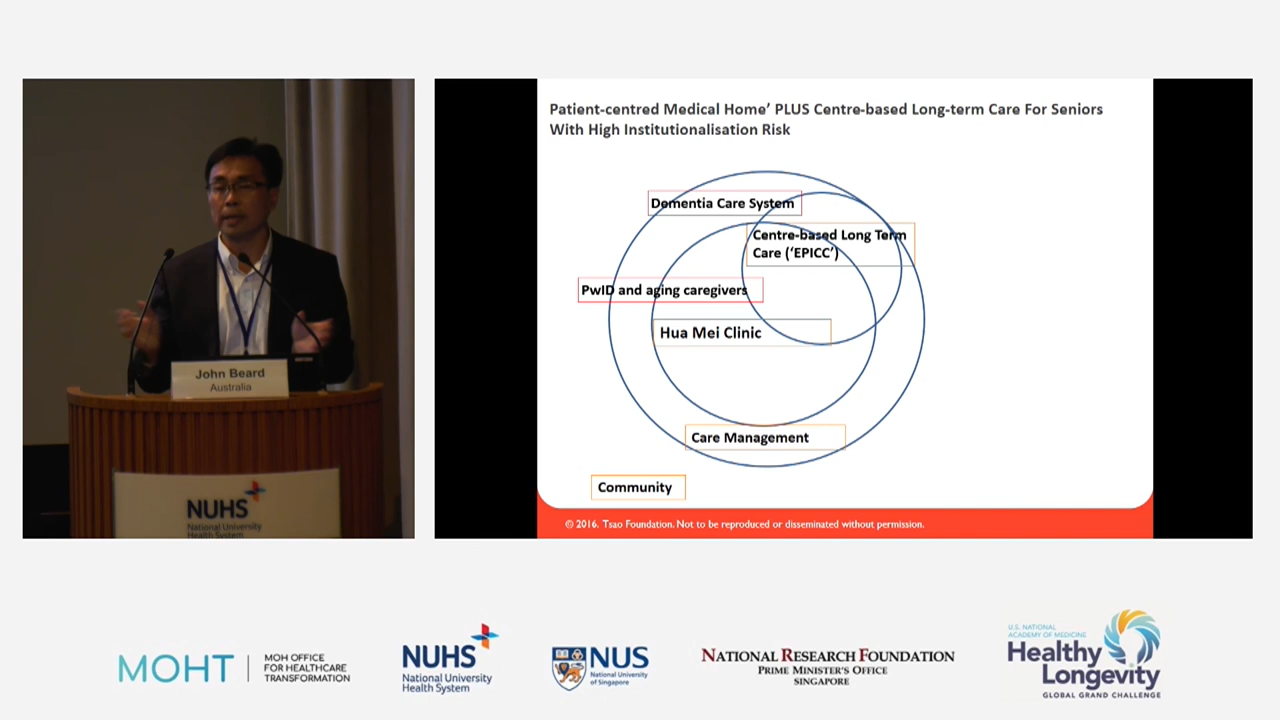 Patient-centred Medical Home’ PLUS Centre-based Long-term Care For Seniors
With High Institutionalisation Risk
Dementia Care System
Centre-based Long Term
Care (‘EPICC’)
PwID and aging caregivers
Hua Mei Clinic
Care Management
Community
© 2016. Tsao Foundation. Not to be reproduced or disseminated without permission.
John Beard
Australia
NUHS
National University
Health System
MOHT
MOH OFFICE
FOR HEALTHCARE
TRANSFORMATION
NUHS
National University
Health System
NUS
National University
of Singapore
NATIONAL RESEARCH FOUNDATION
PRIME MINISTER'S OFFICE
SINGAPORE
U.S. NATIONAL
ACADEMY OF MEDICINE
Healthy
Longevity
GLOBAL GRAND CHALLENGE